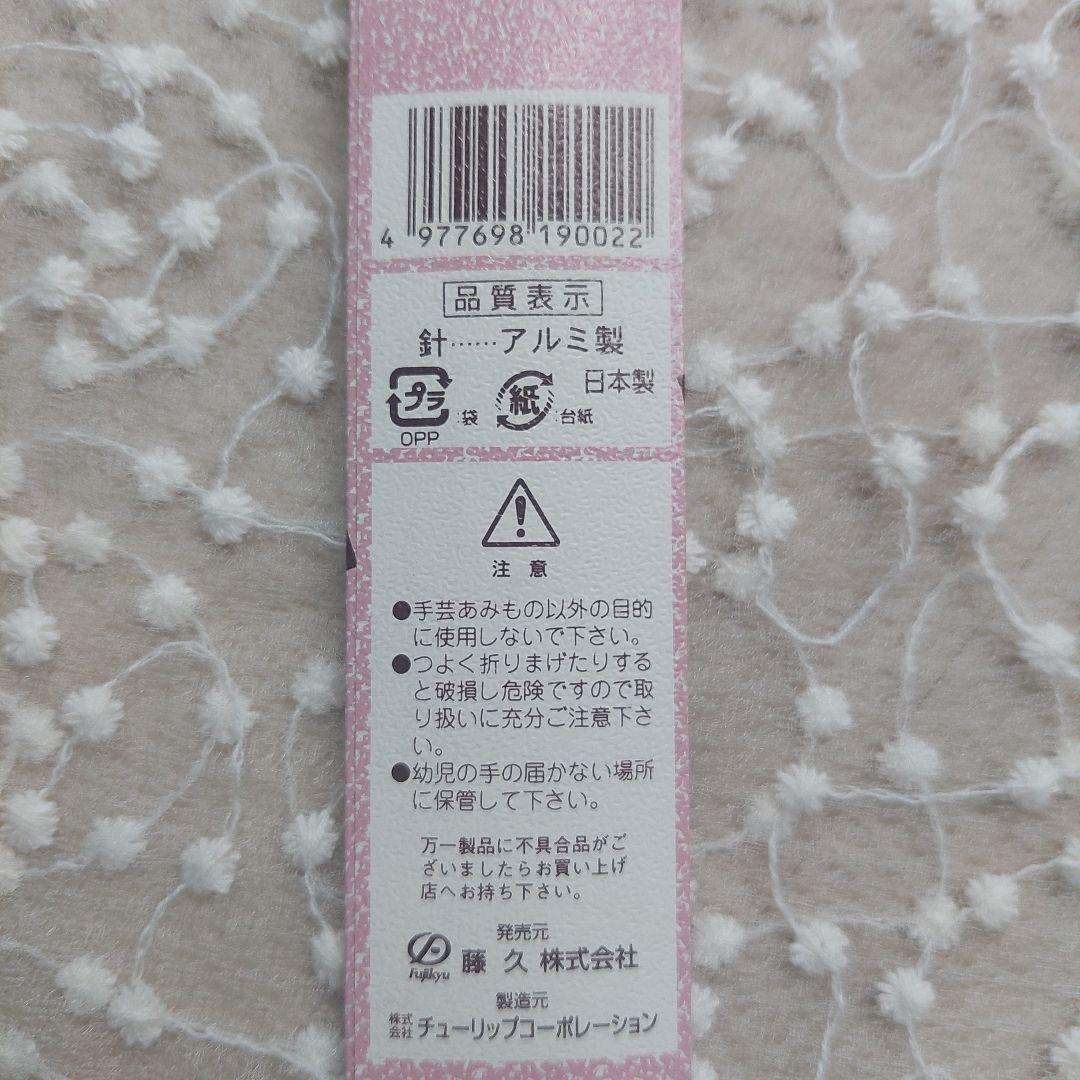 4 977698 190022
品質表示
針……アルミ製
プラ :袋 紙 :台紙 日本製
OPP
注意
●手芸あみもの以外の目的
に使用しないで下さい。
●つよく折りまげたりする
と破損し危険ですので取
り扱いに充分ご注意下さ
い。
●幼児の手の届かない場所
に保管して下さい。
万一製品に不具合品がご
ざいましたらお買い上げ
店へお持ち下さい。
発売元
Fujikyu 藤久 株式会社
製造元
株式会社 チューリップコーポレーション